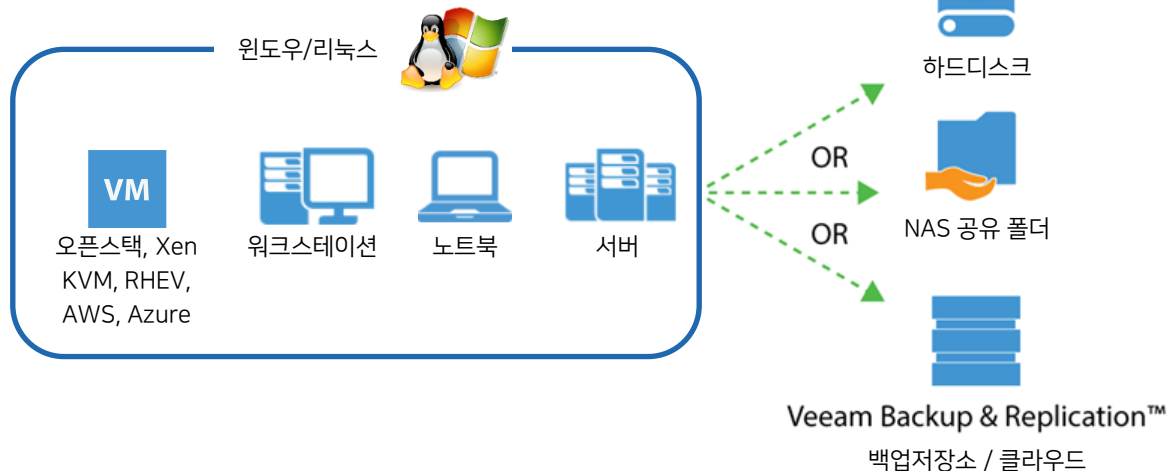 윈도우/리눅스
VM
오픈스택, Xen
KVM, RHEV,
AWS, Azure
워크스테이션
노트북
서버
OR
OR
하드디스크
NAS 공유 폴더
Veeam Backup & Replication™
백업저장소 / 클라우드